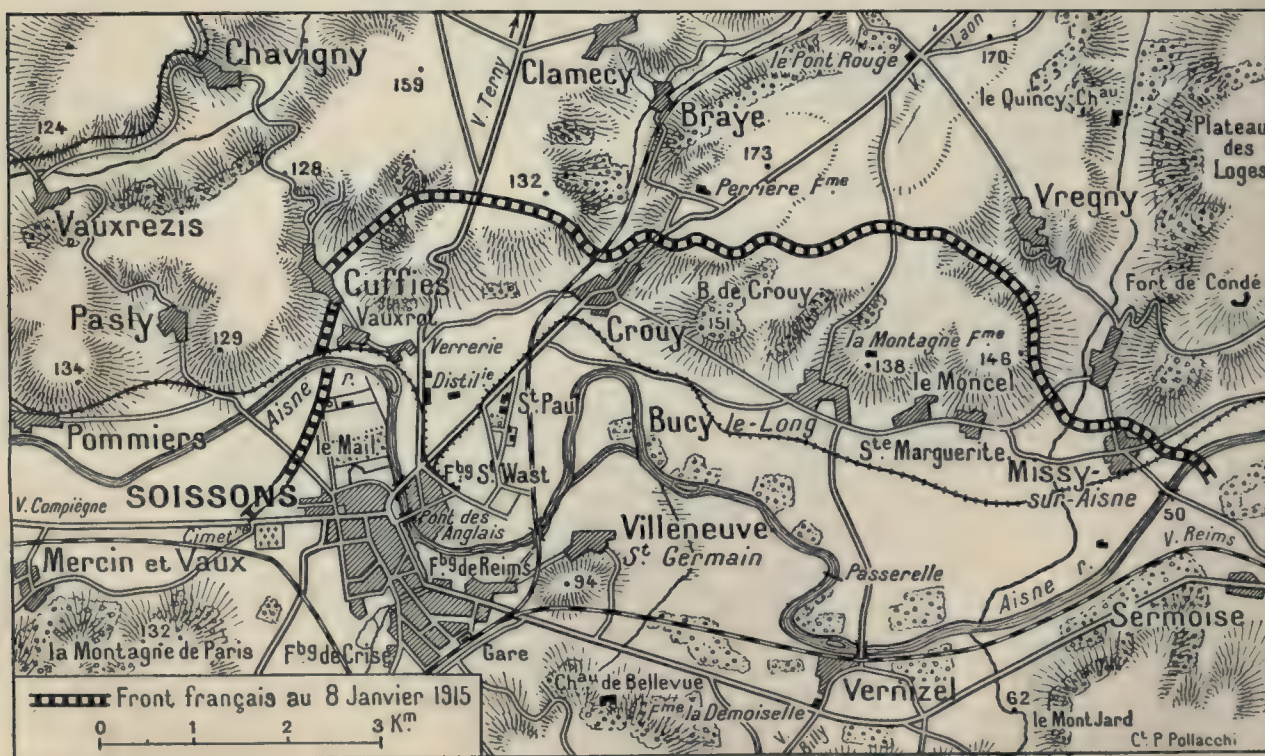 Chavigny
159
V. Terny
Clamecy
le Pont Rouge
V. Laon
170
le Quincy, Chau
Plateau
des
Loges
124
Braye
173
Perrière Fme
Vregny
128
132
Vauxrezis
Cuffies
Vauxrot
B. de Crouy
151
Fort de Condé
Pasly
129
134
Verrerie
Crouy
la Montagne Fme
138
146
le Moncel
Distilie
St Paul
Aisne r.
Pommiers
le Mail
Bucy-le-Long
Ste Marguerite
Missy-
sur-Aisne
Fbg St Wast
SOISSONS
V. Compiègne
Cimetre
Pont des
Anglais
Villeneuve
St Germain
50
V. Reims
Mercin et Vaux
Fbg de Reims
94
Passerelle
Aisne r.
Sermoise
132
la Montagne de Paris
Fbg de Crise
Gare
Chau de Bellevue
Fme la Demoiselle
Vernizel
V. Billy
62
le Mont Jard
Ct. P. Pollacchi
Front français au 8 Janvier 1915
0 1 2 3 Km.